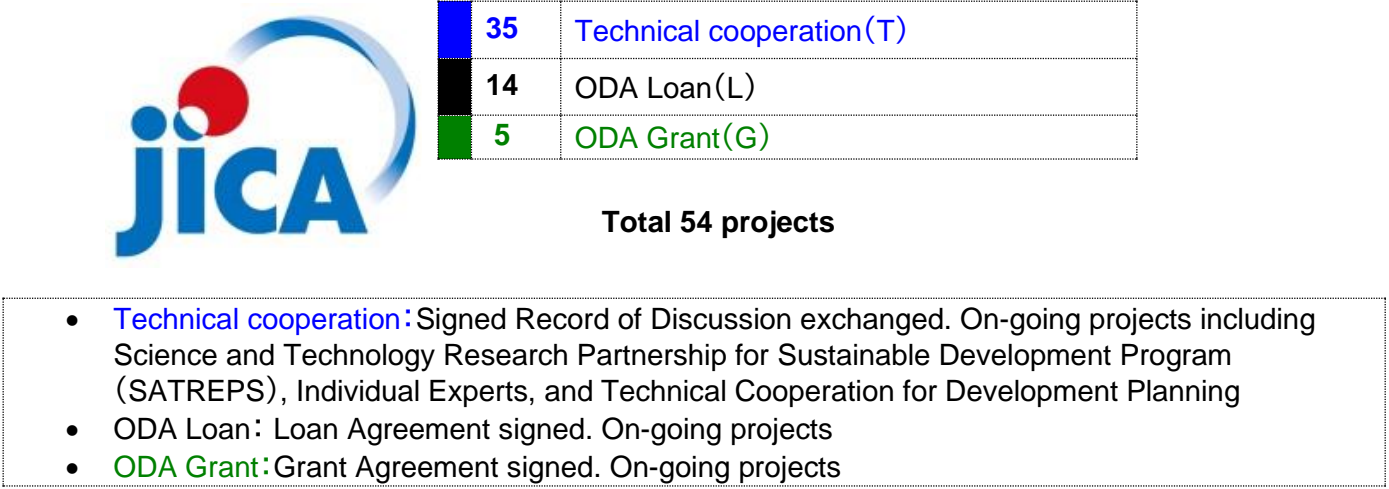 jICA
35 Technical cooperation（T）
14 ODA Loan（L）
5 ODA Grant（G）
Total 54 projects
• Technical cooperation：Signed Record of Discussion exchanged. On-going projects including
Science and Technology Research Partnership for Sustainable Development Program
（SATREPS）, Individual Experts, and Technical Cooperation for Development Planning
• ODA Loan： Loan Agreement signed. On-going projects
• ODA Grant：Grant Agreement signed. On-going projects